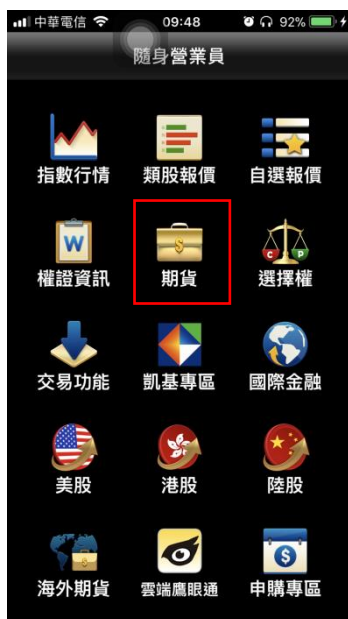 中華電信 09:48 92%
隨身營業員
指數行情 類股報價 自選報價
W $ C P
權證資訊 期貨 選擇權
交易功能 凱基專區 國際金融
美股 港股 陸股
$
海外期貨 雲端鷹眼通 申購專區